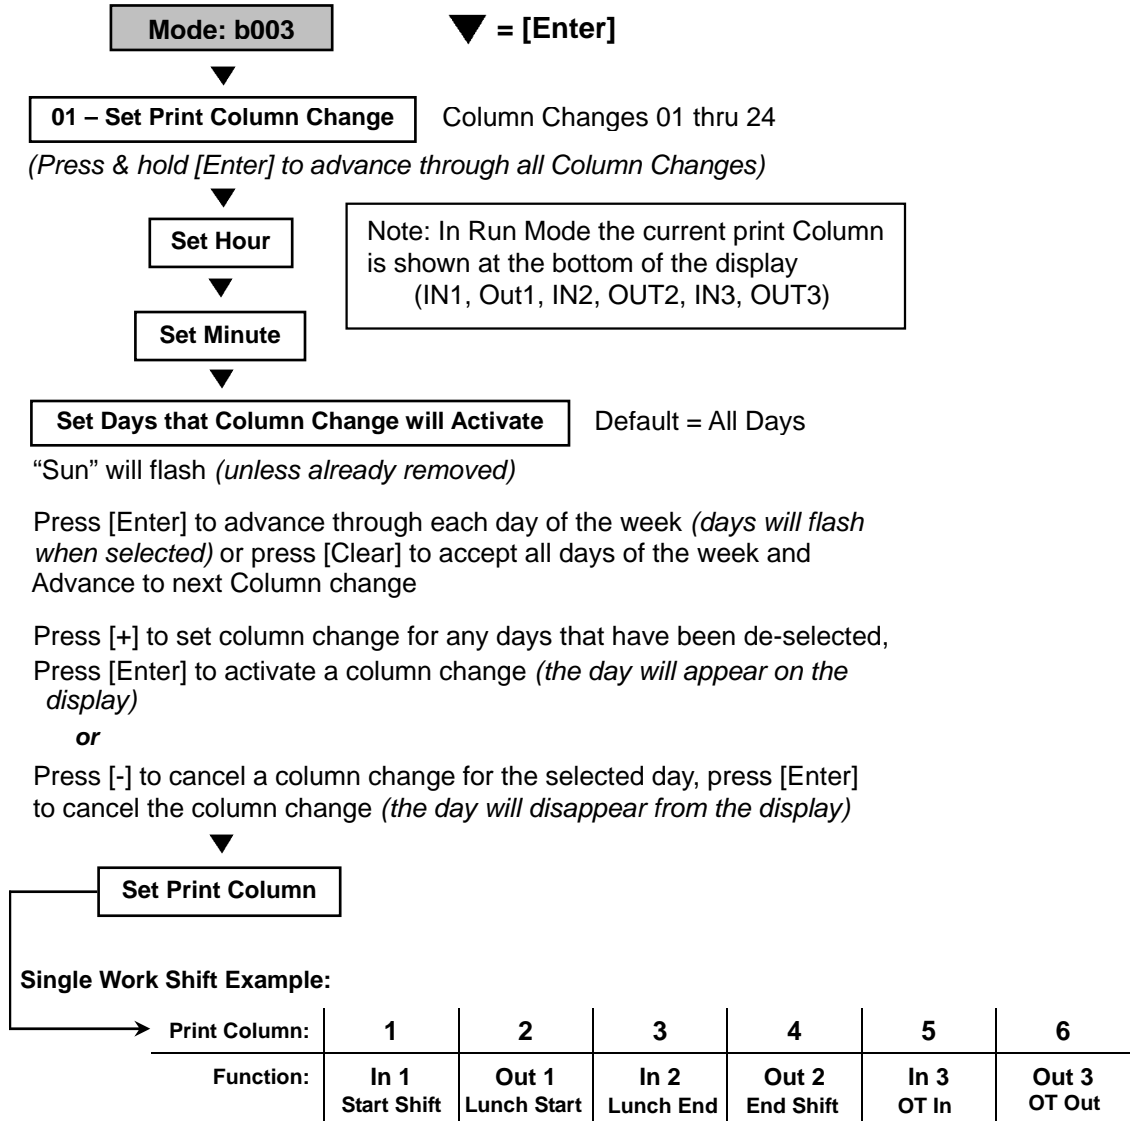 Mode: b003
▼ = [Enter]
01 – Set Print Column Change
Column Changes 01 thru 24
(Press & hold [Enter] to advance through all Column Changes)
Set Hour
Note: In Run Mode the current print Column
is shown at the bottom of the display
(IN1, Out1, IN2, OUT2, IN3, OUT3)
Set Minute
Set Days that Column Change will Activate
Default = All Days
“Sun” will flash (unless already removed)
Press [Enter] to advance through each day of the week (days will flash
when selected) or press [Clear] to accept all days of the week and
Advance to next Column change
Press [+] to set column change for any days that have been de-selected,
Press [Enter] to activate a column change (the day will appear on the
display)
or
Press [-] to cancel a column change for the selected day, press [Enter]
to cancel the column change (the day will disappear from the display)
Set Print Column
Single Work Shift Example:
Print Column: 1 2 3 4 5 6
Function: In 1 Out 1 In 2 Out 2 In 3 Out 3
Start Shift Lunch Start Lunch End End Shift OT In OT Out